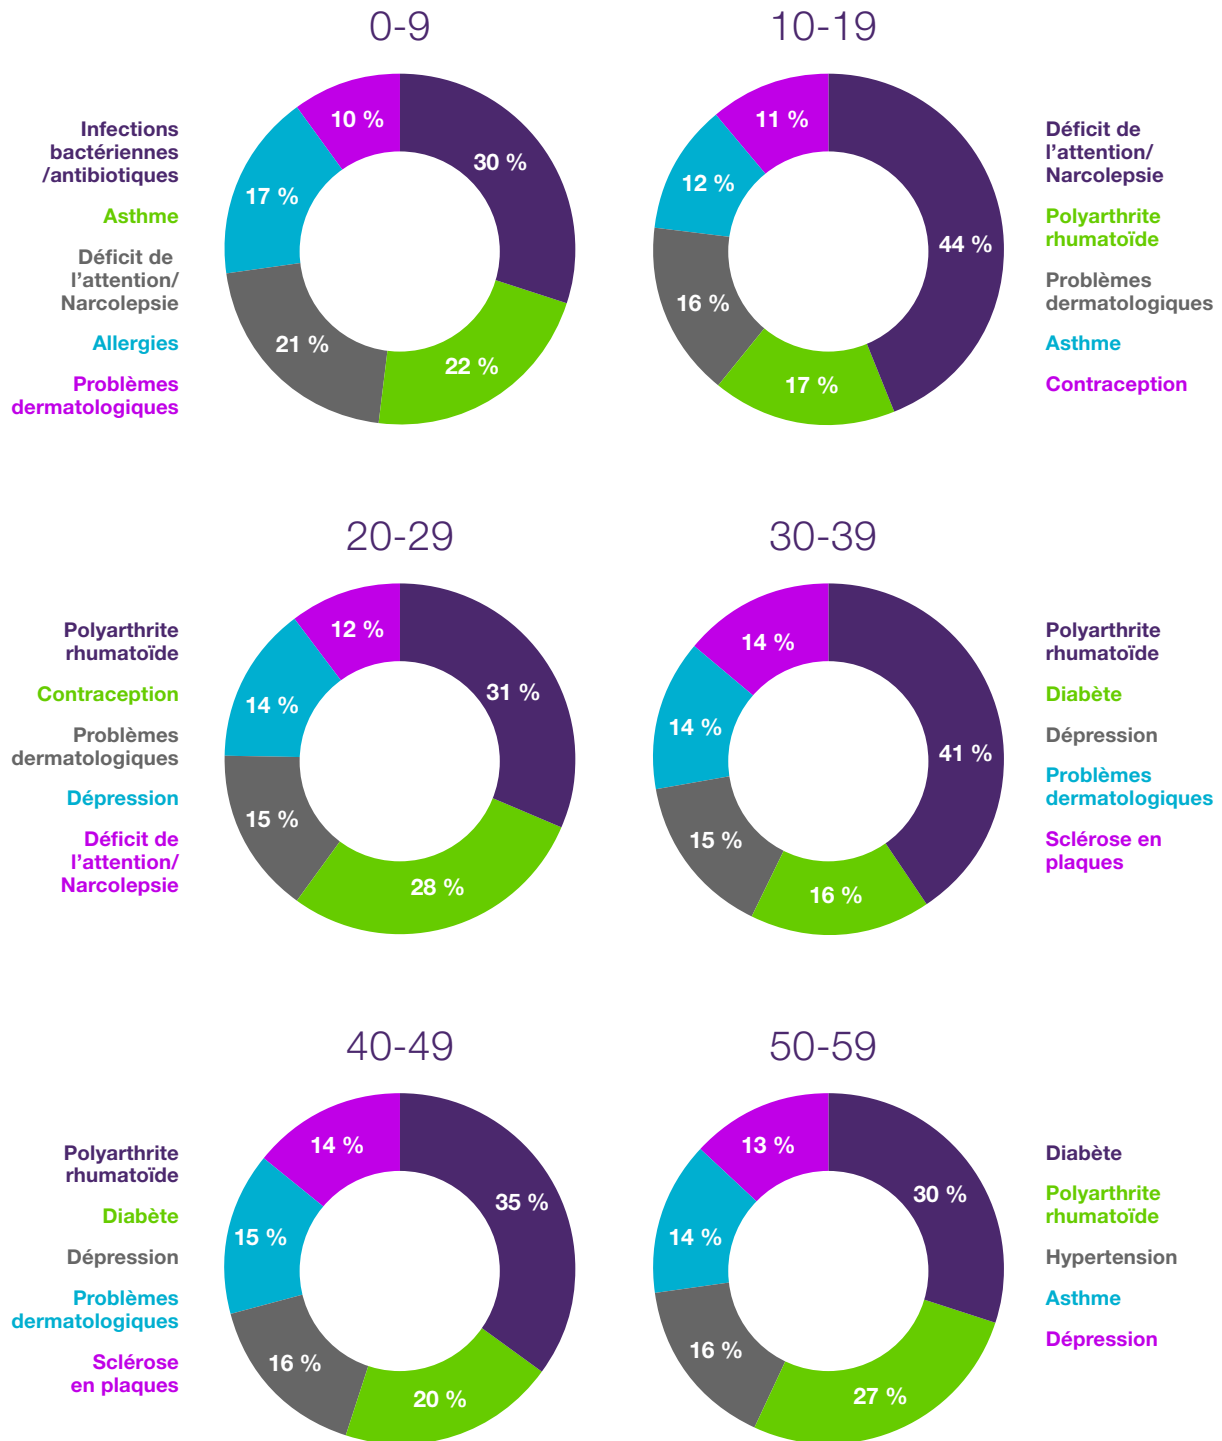 0-9
Infections
bactériennes
/antibiotiques
Asthme
Déficit de
l’attention/
Narcolepsie
Allergies
Problèmes
dermatologiques
10 %
30 %
17 %
21 %
22 %
10-19
11 %
12 %
44 %
16 %
17 %
Déficit de
l’attention/
Narcolepsie
Polyarthrite
rhumatoïde
Problèmes
dermatologiques
Asthme
Contraception
20-29
Polyarthrite
rhumatoïde
Contraception
Problèmes
dermatologiques
Dépression
Déficit de
l’attention/
Narcolepsie
12 %
31 %
14 %
15 %
28 %
30-39
14 %
14 %
41 %
15 %
16 %
Polyarthrite
rhumatoïde
Diabète
Dépression
Problèmes
dermatologiques
Sclérose en
plaques
40-49
Polyarthrite
rhumatoïde
Diabète
Dépression
Problèmes
dermatologiques
Sclérose
en plaques
14 %
35 %
15 %
16 %
20 %
50-59
13 %
30 %
14 %
16 %
27 %
Diabète
Polyarthrite
rhumatoïde
Hypertension
Asthme
Dépression